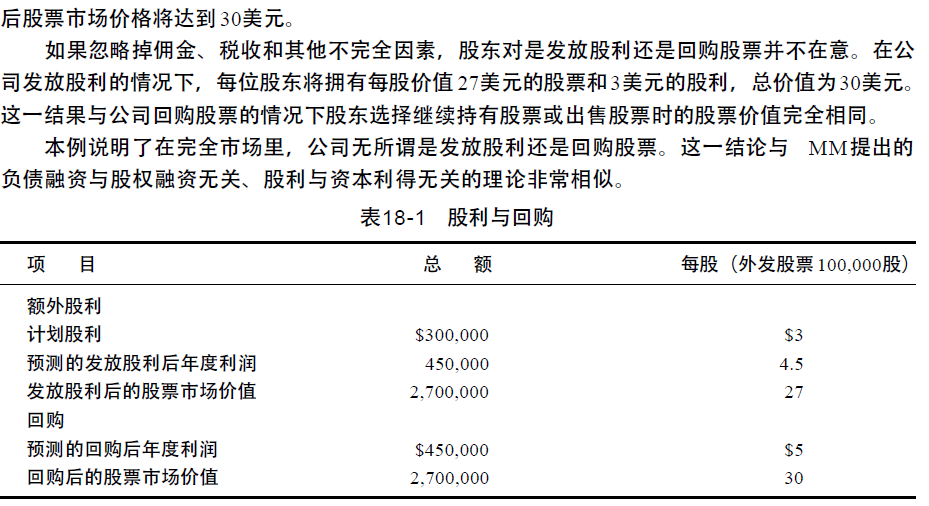 后股票市场价格将达到30美元。
如果忽略掉佣金、税收和其他不完全因素，股东对是发放股利还是回购股票并不在意。在公
司发放股利的情况下，每位股东将拥有每股价值27美元的股票和3美元的股利，总价值为30美元。
这一结果与公司回购股票的情况下股东选择继续持有股票或出售股票时的股票价值完全相同。
本例说明了在完全市场里，公司无所谓是发放股利还是回购股票。这一结论与 MM提出的
负债融资与股权融资无关、股利与资本利得无关的理论非常相似。
表18-1 股利与回购
项 目 总 额 每股（外发股票100,000股）
额外股利
计划股利 $300,000 $3
预测的发放股利后年度利润 450,000 4.5
发放股利后的股票市场价值 2,700,000 27
回购
预测的回购后年度利润 $450,000 $5
回购后的股票市场价值 2,700,000 30